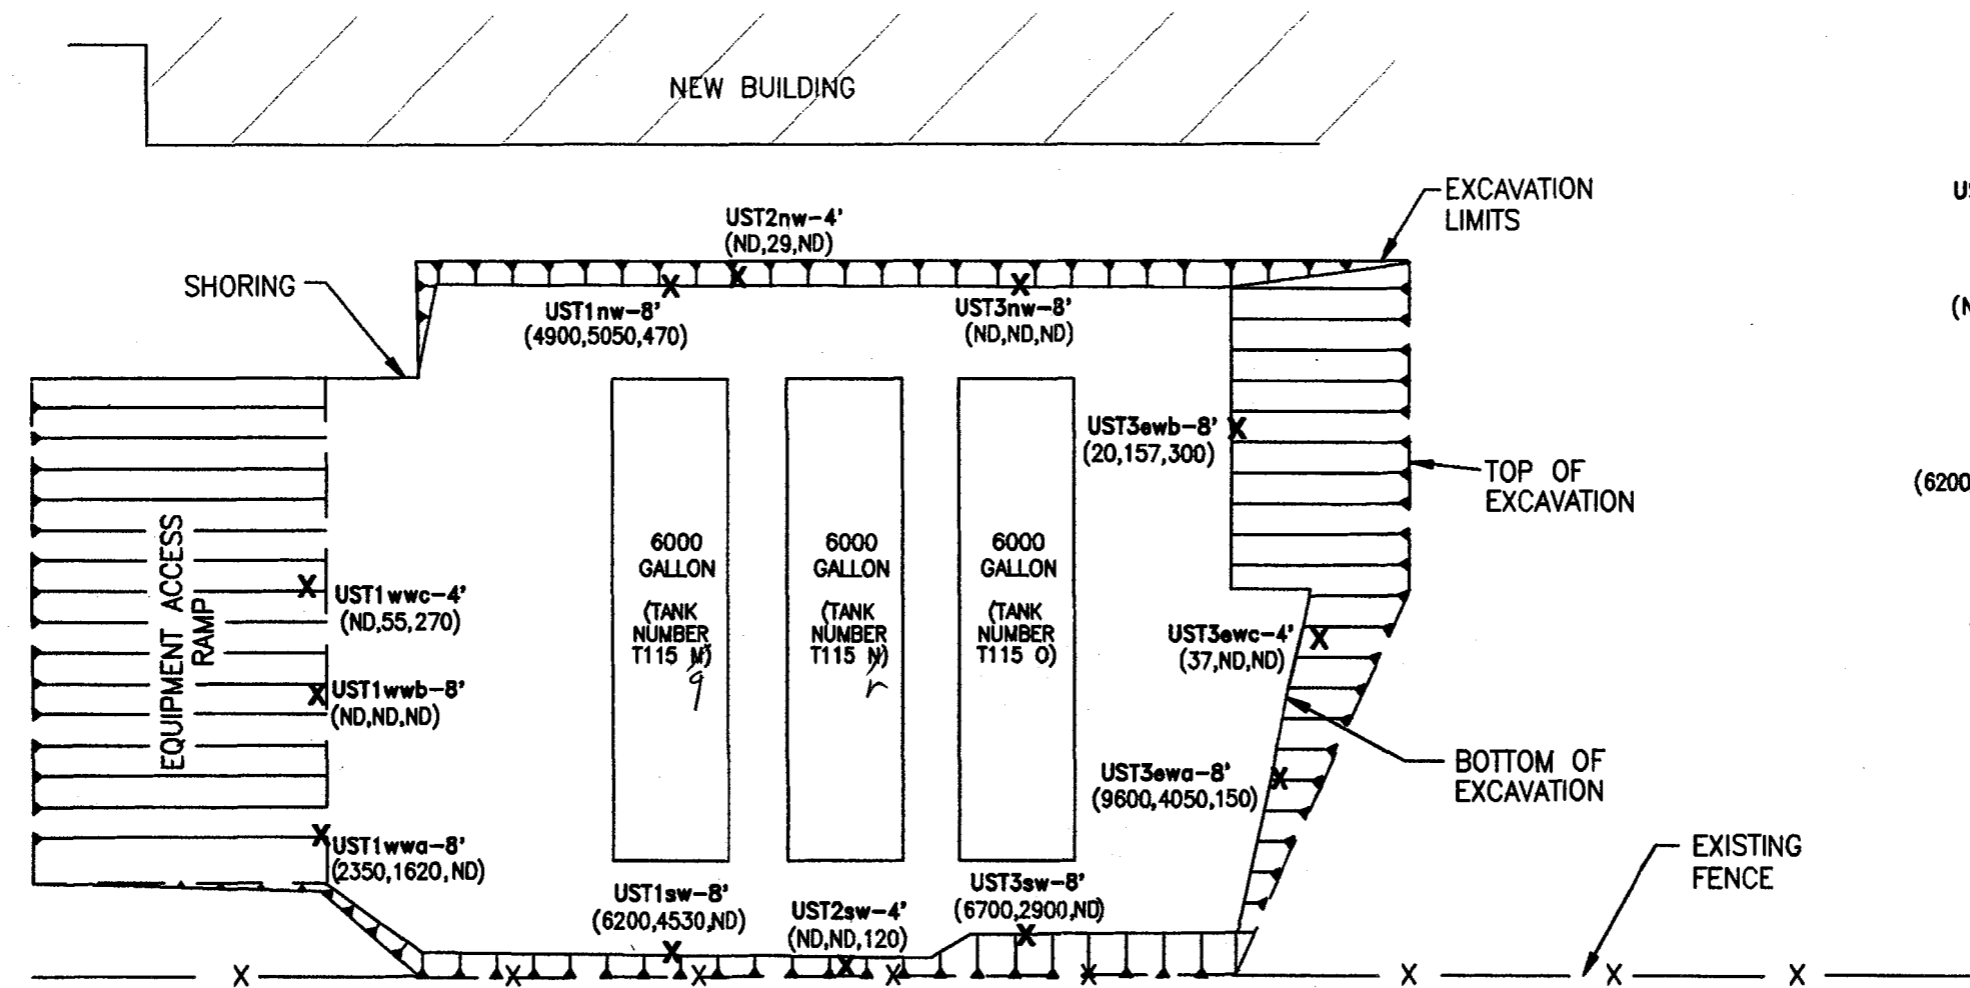 NEW BUILDING
EXCAVATION
LIMITS
US
UST2nw-4'
(ND,29,ND)
SHORING
UST1nw-8'
(4900,5050,470)
UST3nw-8'
(ND,ND,ND)
(N
UST3ewb-8'
(20,157,300)
TOP OF
EXCAVATION
(6200
EQUIPMENT ACCESS
RAMP
6000
GALLON
(TANK
NUMBER
T115 M)
q
6000
GALLON
(TANK
NUMBER
T115 N)
r
6000
GALLON
(TANK
NUMBER
T115 O)
UST1wwc-4'
(ND,55,270)
UST3ewc-4'
(37,ND,ND)
UST1wwb-8'
(ND,ND,ND)
BOTTOM OF
EXCAVATION
UST3ewa-8'
(9600,4050,150)
UST1wwa-8'
(2350,1620,ND)
EXISTING
FENCE
UST1sw-8'
(6200,4530,ND)
UST2sw-4'
(ND,ND,120)
UST3sw-8'
(6700,2900,ND)